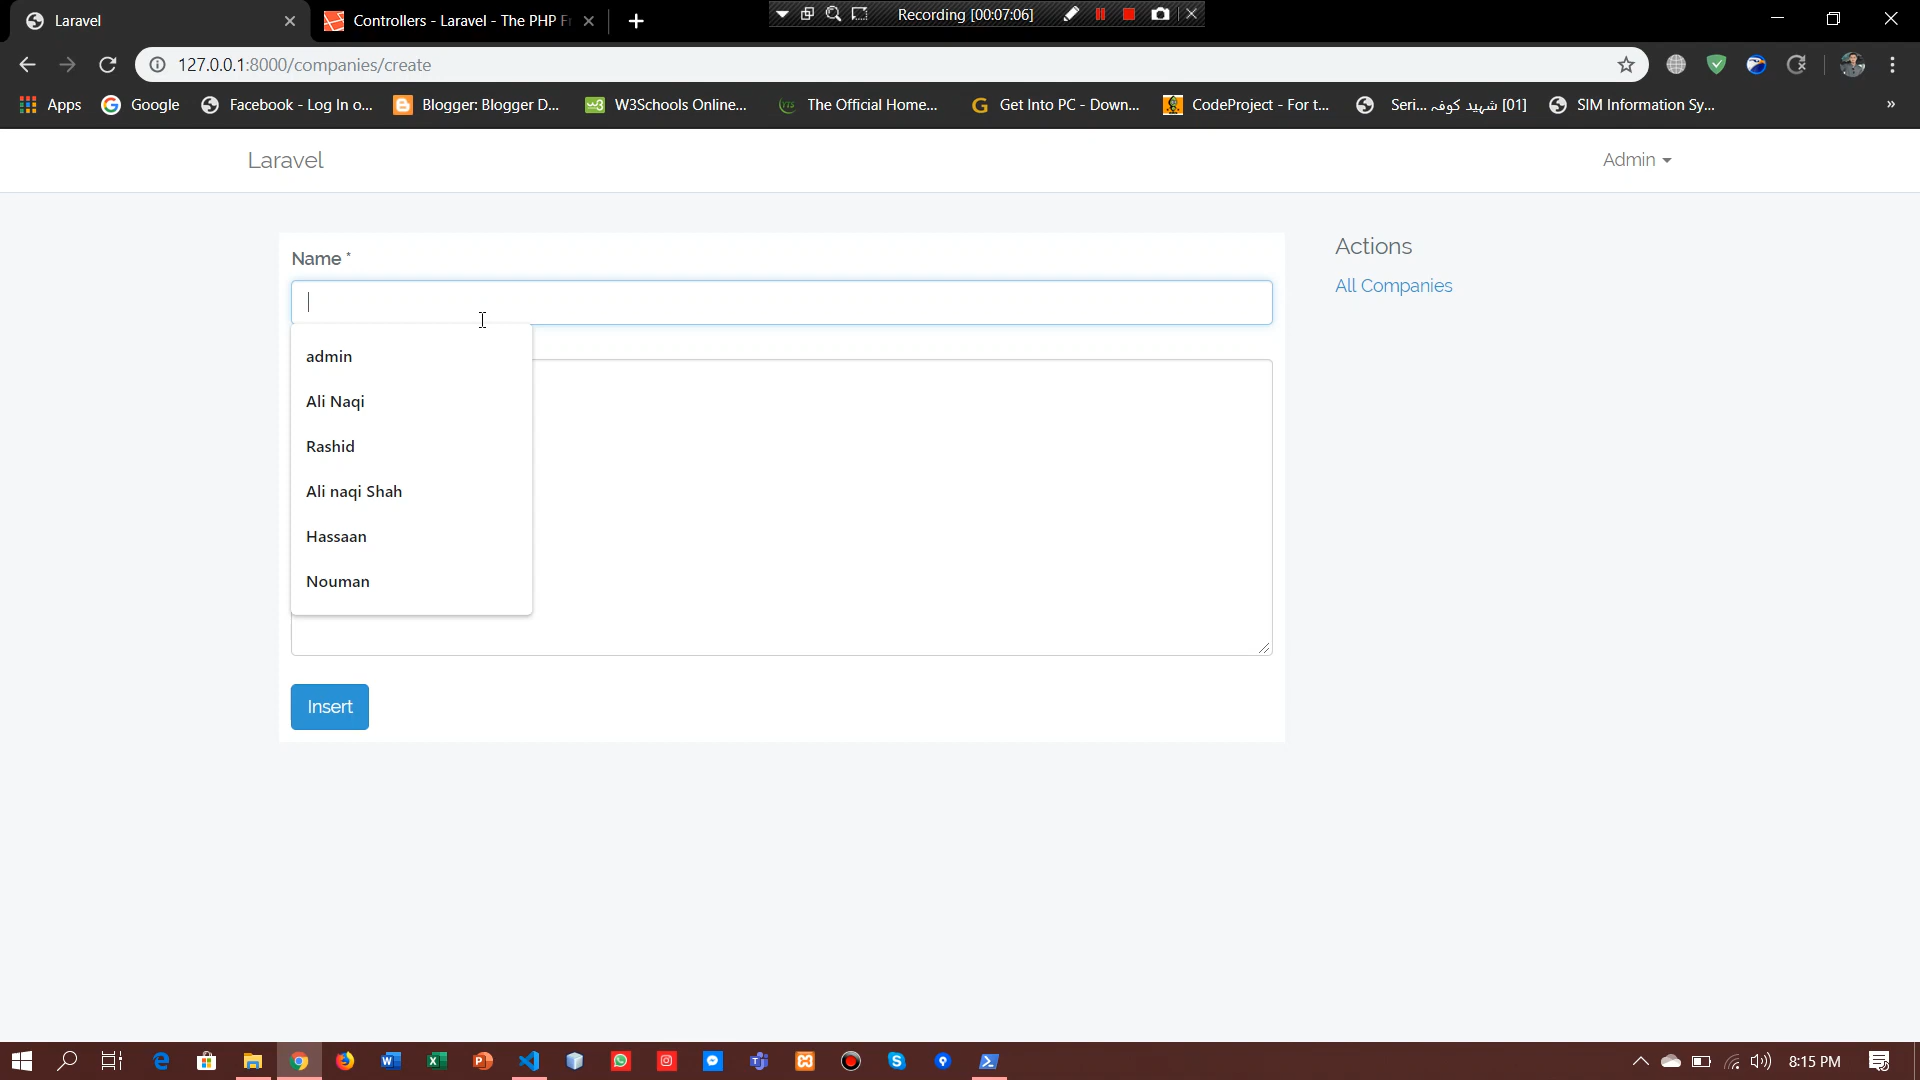 Laravel
Controllers - Laravel - The PHP F
Recording [00:07:06]
127.0.0.1:8000/companies/create
Apps
Google
Facebook - Log In o...
Blogger: Blogger D...
W3Schools Online...
The Official Home...
Get Into PC - Down...
CodeProject - For t...
Seri... شہید کوفہ [01]
SIM Information Sy...
»
Laravel
Admin
Name *
Actions
All Companies
admin
Ali Naqi
Rashid
Ali naqi Shah
Hassaan
Nouman
Insert
8:15 PM